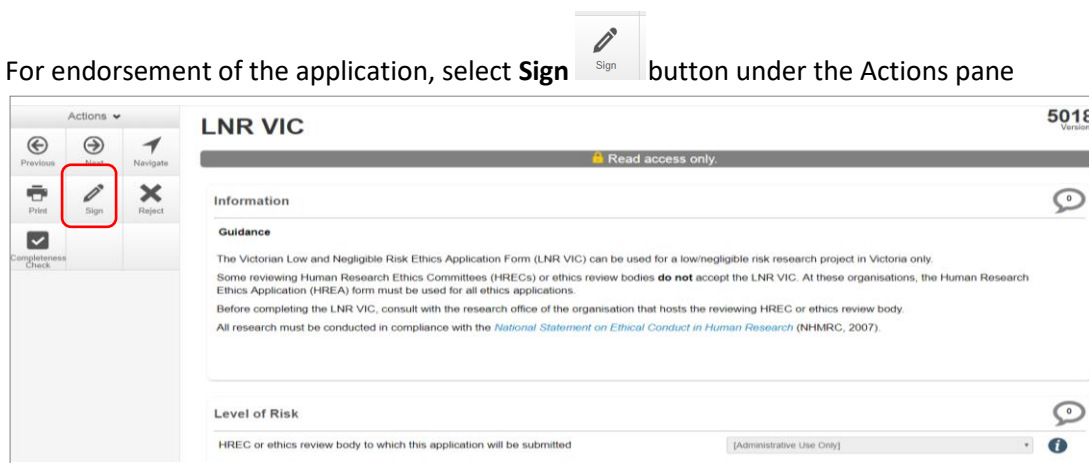 Sign
For endorsement of the application, select Sign button under the Actions pane
Actions
LNR VIC
5018
Version
Previous Next Navigate
Read access only.
Print Sign Reject
Information
0
Guidance
Completeness
Check
The Victorian Low and Negligible Risk Ethics Application Form (LNR VIC) can be used for a low/negligible risk research project in Victoria only.
Some reviewing Human Research Ethics Committees (HRECs) or ethics review bodies do not accept the LNR VIC. At these organisations, the Human Research
Ethics Application (HREA) form must be used for all ethics applications.
Before completing the LNR VIC, consult with the research office of the organisation that hosts the reviewing HREC or ethics review body.
All research must be conducted in compliance with the National Statement on Ethical Conduct in Human Research (NHMRC, 2007).
Level of Risk
0
HREC or ethics review body to which this application will be submitted
[Administrative Use Only]
i